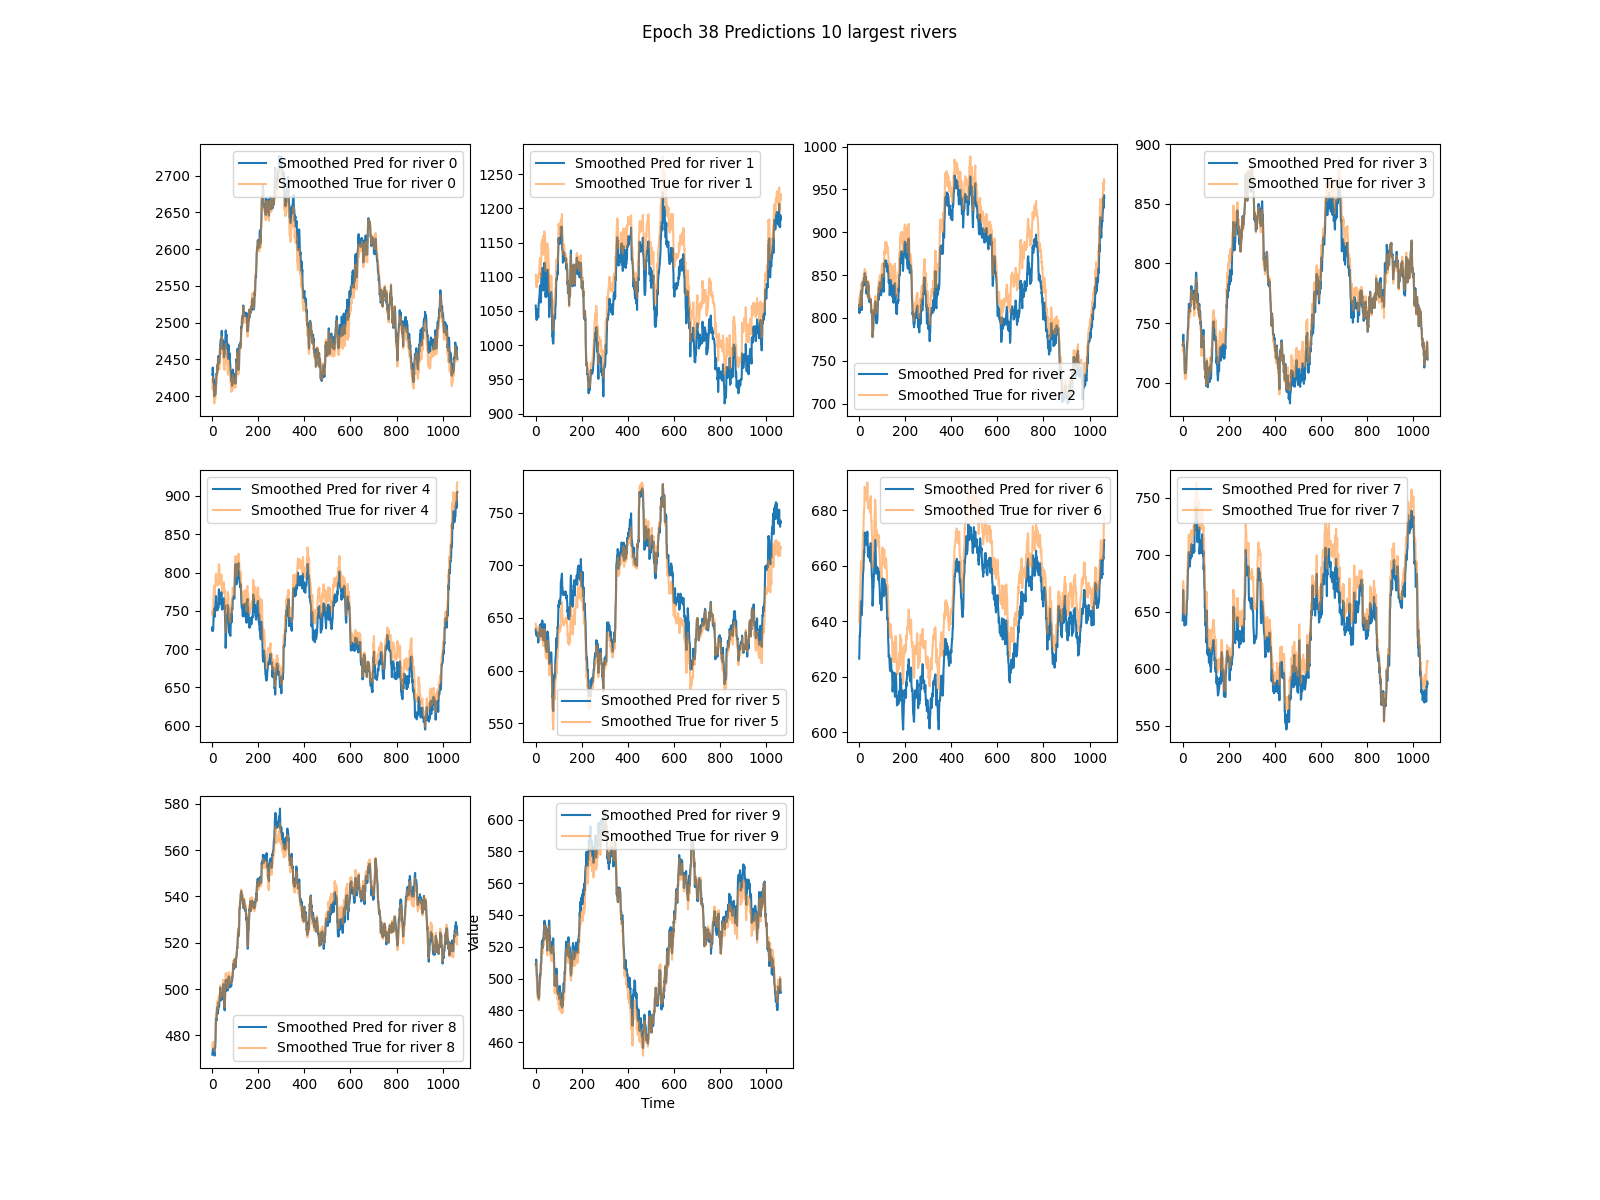 Epoch 38 Predictions 10 largest rivers
2700
2650
2600
2550
2500
2450
2400
0 200 400 600 800 1000
Smoothed Pred for river 0
Smoothed True for river 0
1250
1200
1150
1100
1050
1000
950
900
0 200 400 600 800 1000
Smoothed Pred for river 1
Smoothed True for river 1
1000
950
900
850
800
750
700
0 200 400 600 800 1000
Smoothed Pred for river 2
Smoothed True for river 2
900
850
800
750
700
0 200 400 600 800 1000
Smoothed Pred for river 3
Smoothed True for river 3
900
850
800
750
700
650
600
0 200 400 600 800 1000
Smoothed Pred for river 4
Smoothed True for river 4
750
700
650
600
550
0 200 400 600 800 1000
Smoothed Pred for river 5
Smoothed True for river 5
680
660
640
620
600
0 200 400 600 800 1000
Smoothed Pred for river 6
Smoothed True for river 6
750
700
650
600
550
0 200 400 600 800 1000
Smoothed Pred for river 7
Smoothed True for river 7
580
560
540
520
500
480
0 200 400 600 800 1000
Smoothed Pred for river 8
Smoothed True for river 8
Value
600
580
560
540
520
500
480
460
0 200 400 600 800 1000
Time
Smoothed Pred for river 9
Smoothed True for river 9